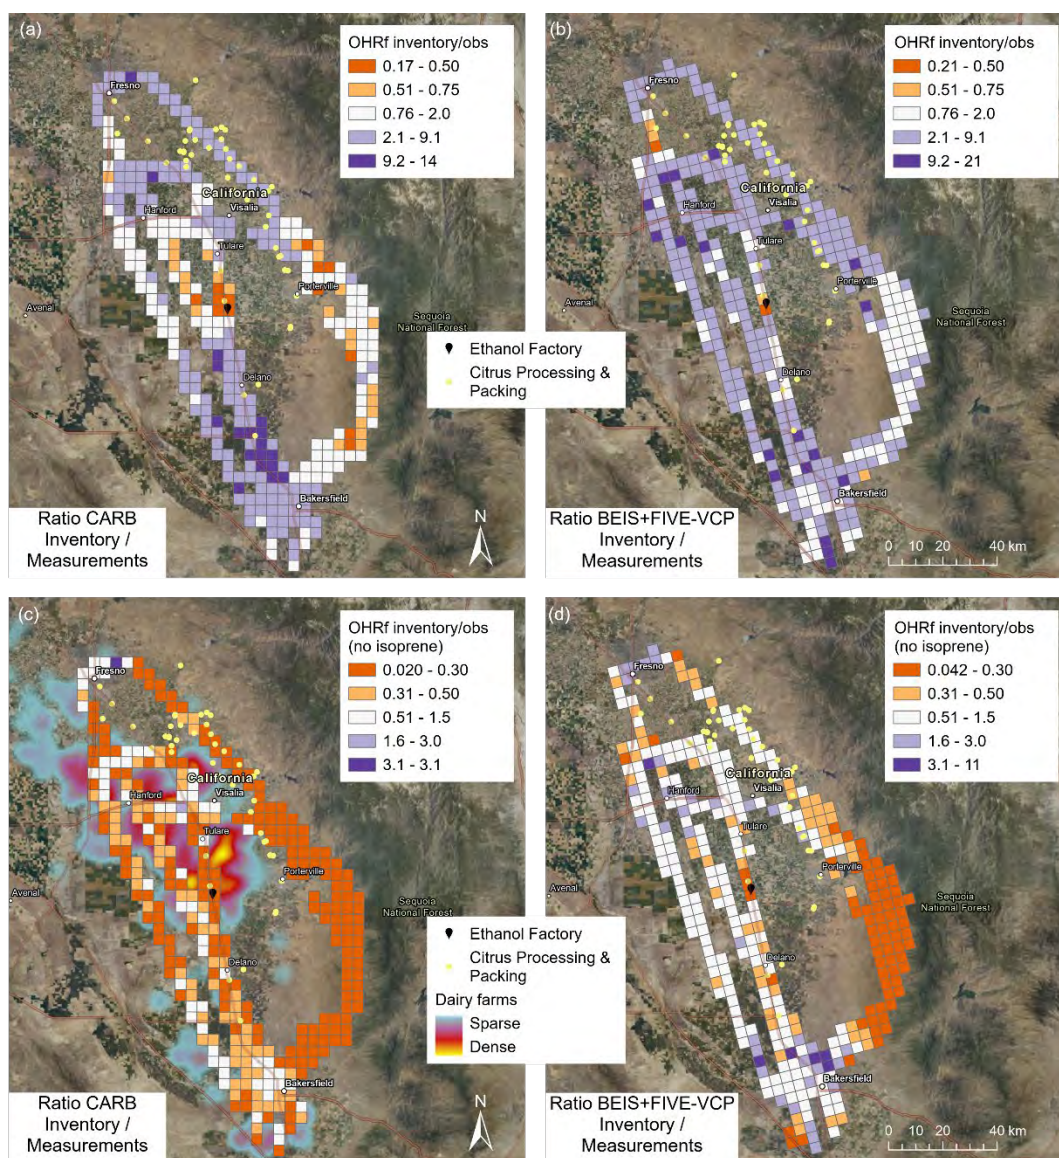 (a)
OHRf inventory/obs
0.17 - 0.50
0.51 - 0.75
0.76 - 2.0
2.1 - 9.1
9.2 - 14
Fresno
California
Hanford
Visalia
Tulare
Avenal
Porterville
Sequoia
National Forest
Delano
Bakersfield
Ratio CARB
Inventory /
Measurements
N
(b)
OHRf inventory/obs
0.21 - 0.50
0.51 - 0.75
0.76 - 2.0
2.1 - 9.1
9.2 - 21
Fresno
California
Hanford
Visalia
Tulare
Avenal
Porterville
Sequoia
National Forest
Delano
Bakersfield
Ratio BEIS+FIVE-VCP
Inventory /
Measurements
N
0 10 20 40 km
Ethanol Factory
Citrus Processing &
Packing
(c)
OHRf inventory/obs
(no isoprene)
0.020 - 0.30
0.31 - 0.50
0.51 - 1.5
1.6 - 3.0
3.1 - 3.1
Fresno
California
Hanford
Visalia
Tulare
Avenal
Porterville
Sequoia
National Forest
Delano
Bakersfield
Ratio CARB
Inventory /
Measurements
N
(d)
OHRf inventory/obs
(no isoprene)
0.042 - 0.30
0.31 - 0.50
0.51 - 1.5
1.6 - 3.0
3.1 - 11
Fresno
California
Hanford
Visalia
Tulare
Avenal
Porterville
Sequoia
National Forest
Delano
Bakersfield
Ratio BEIS+FIVE-VCP
Inventory /
Measurements
N
0 10 20 40 km
Ethanol Factory
Citrus Processing &
Packing
Dairy farms
Sparse
Dense